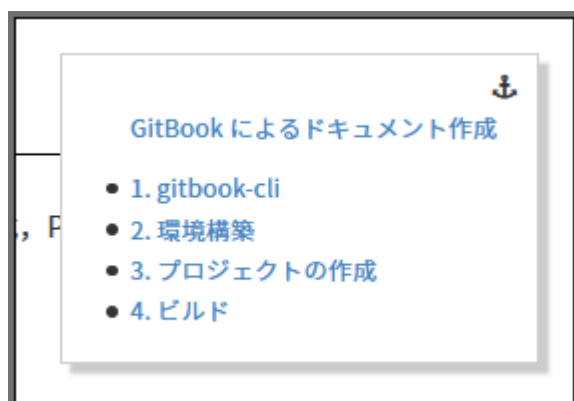 GitBook によるドキュメント作成
1. gitbook-cli
2. 環境構築
, P
3. プロジェクトの作成
4. ビルド